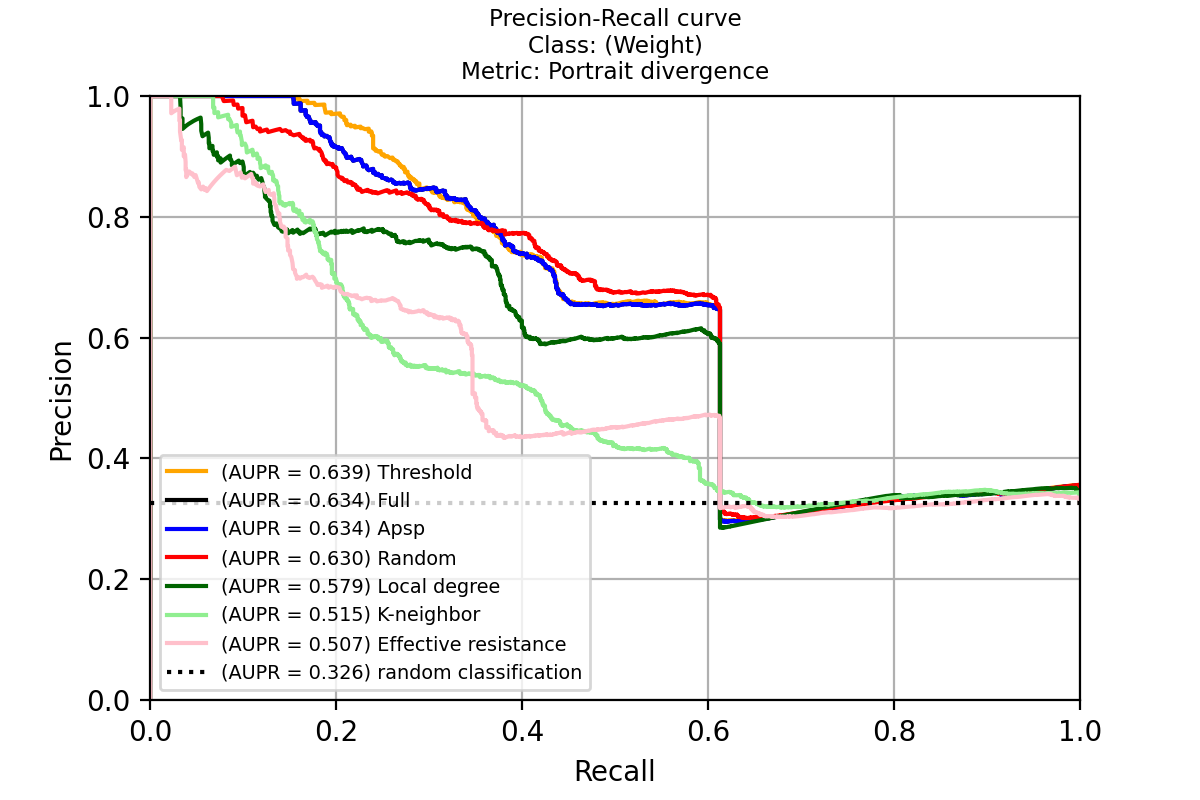 Precision-Recall curve
Class: (Weight)
Metric: Portrait divergence
1.0
0.8
0.6
0.4
0.2
0.0
Precision
(AUPR = 0.639) Threshold
(AUPR = 0.634) Full
(AUPR = 0.634) Apsp
(AUPR = 0.630) Random
(AUPR = 0.579) Local degree
(AUPR = 0.515) K-neighbor
(AUPR = 0.507) Effective resistance
(AUPR = 0.326) random classification
0.0 0.2 0.4 0.6 0.8 1.0
Recall